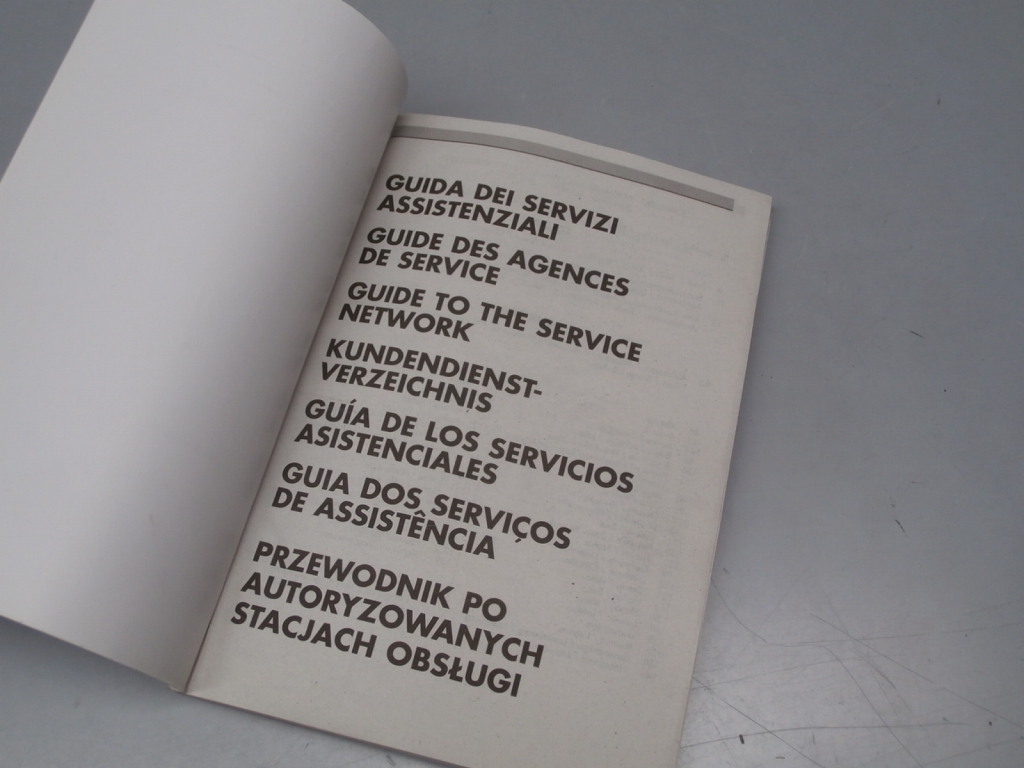 GUIDA DEI SERVIZI
ASSISTENZIALI
GUIDE DES AGENCES
DE SERVICE
GUIDE TO THE SERVICE
NETWORK
KUNDENDIENST-
VERZEICHNIS
GUÍA DE LOS SERVICIOS
ASISTENCIALES
GUIA DOS SERVIÇOS
DE ASSISTÊNCIA
PRZEWODNIK PO
AUTORYZOWANYCH
STACJACH OBSŁUGI